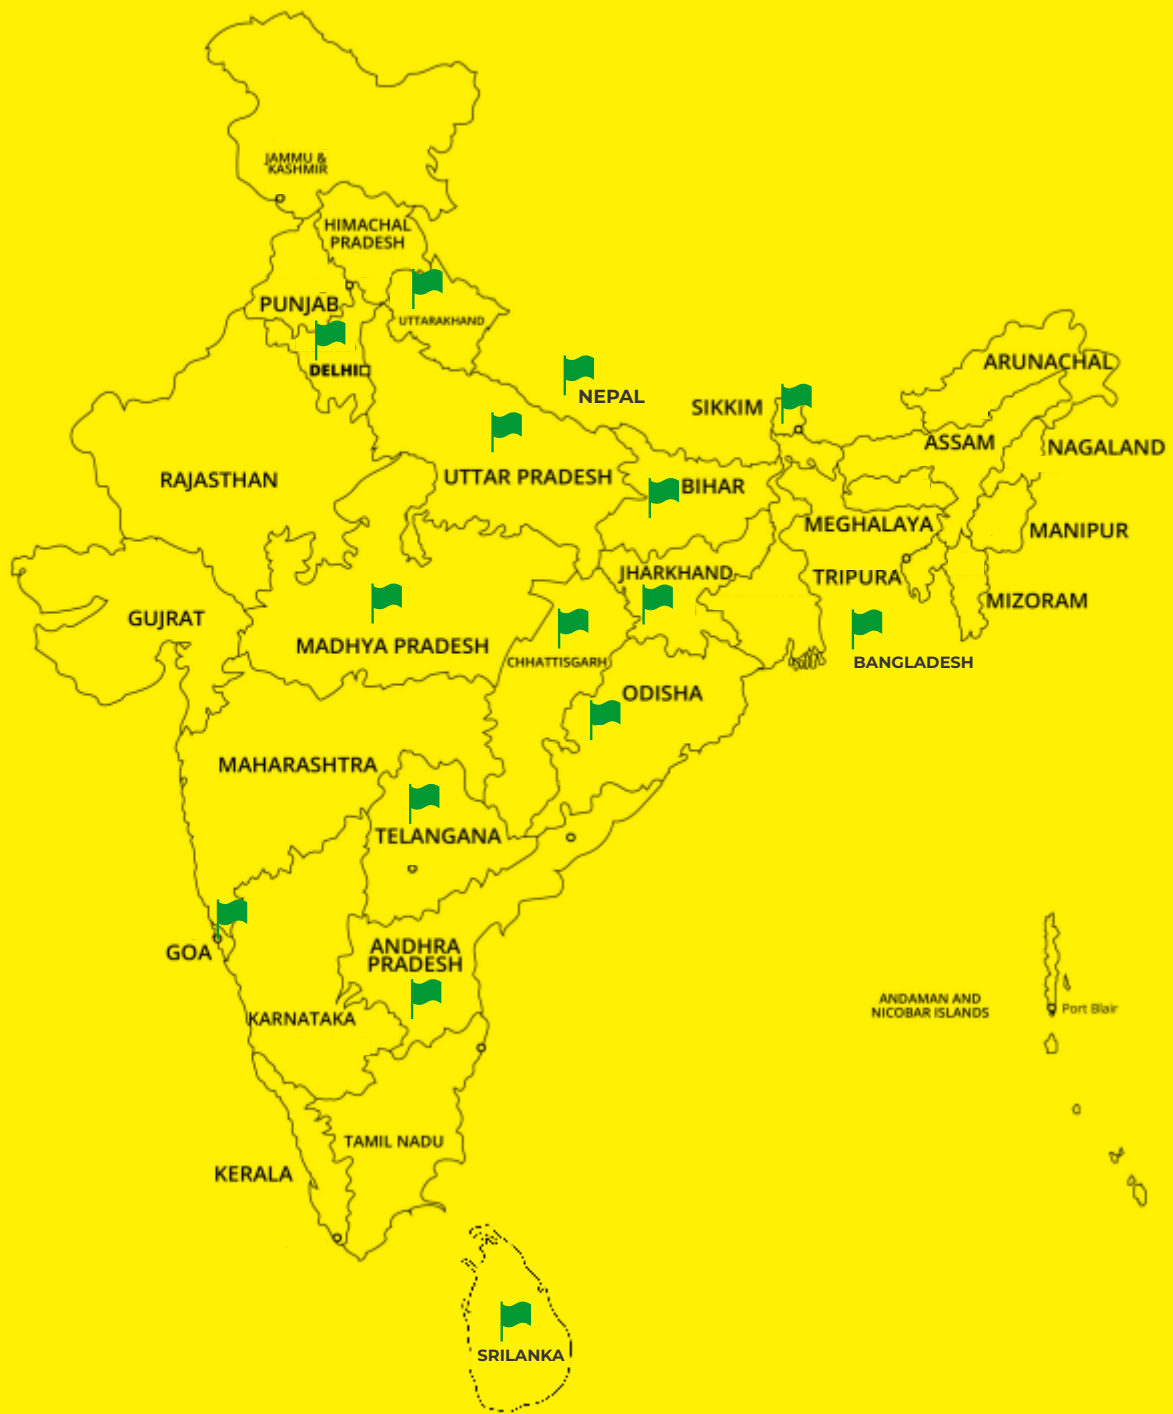 JAMMU &
KASHMIR
HIMACHAL
PRADESH
PUNJAB
UTTARAKHAND
DELHI
NEPAL
SIKKIM
ARUNACHAL
ASSAM
NAGALAND
RAJASTHAN
UTTAR PRADESH
BIHAR
MEGHALAYA
MANIPUR
JHARKHAND
TRIPURA
MIZORAM
GUJRAT
MADHYA PRADESH
CHHATTISGARH
BANGLADESH
ODISHA
MAHARASHTRA
TELANGANA
GOA
ANDHRA
PRADESH
ANDAMAN AND
NICOBAR ISLANDS
Port Blair
KARNATAKA
TAMIL NADU
KERALA
SRILANKA